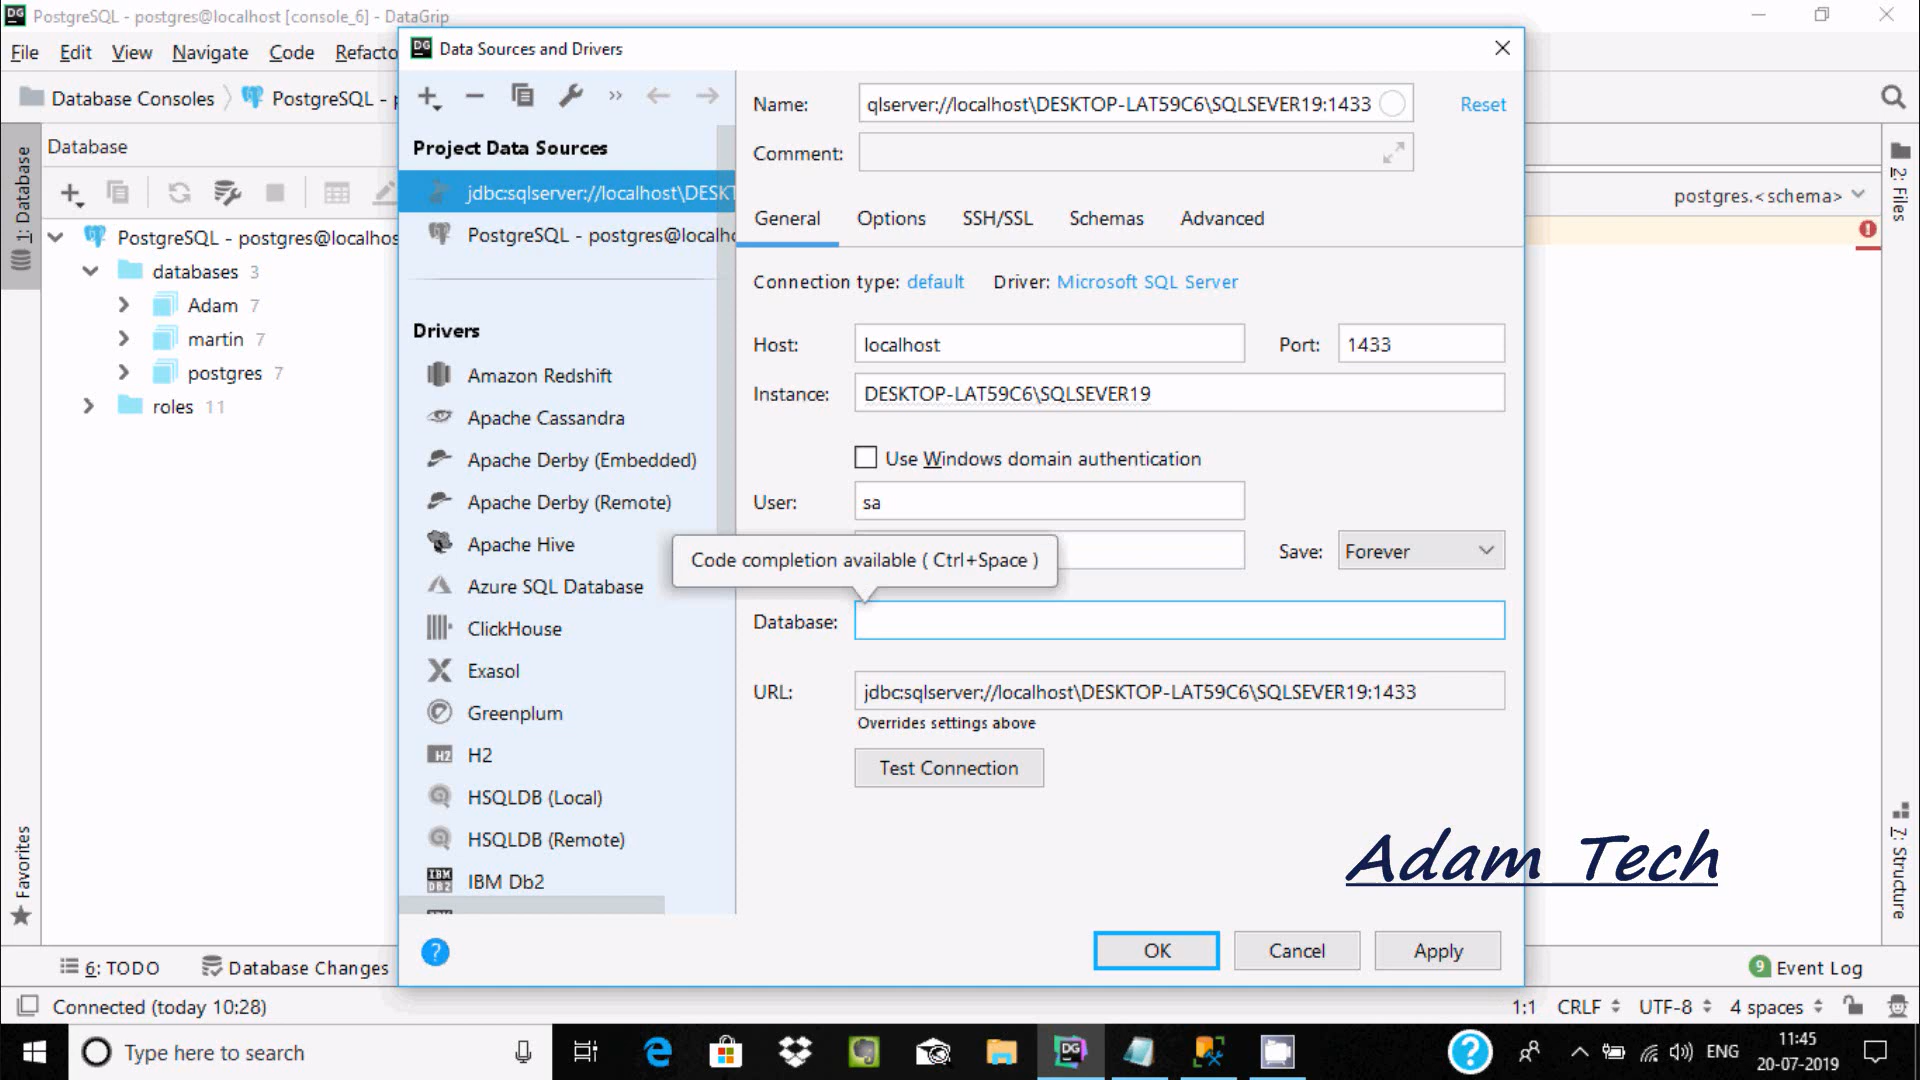 PostgreSQL - postgres@localhost [console_6] - DataGrip
File Edit View Navigate Code Refacto
Database Consoles PostgreSQL -
1: Database
Database
PostgreSQL - postgres@localhos
databases 3
Adam 7
martin 7
postgres 7
roles 11
Favorites
Data Sources and Drivers
Project Data Sources
jdbc:sqlserver://localhost\DESKT
PostgreSQL - postgres@localho
Drivers
Amazon Redshift
Apache Cassandra
Apache Derby (Embedded)
Apache Derby (Remote)
Apache Hive
Azure SQL Database
ClickHouse
Exasol
Greenplum
H2
HSQLDB (Local)
HSQLDB (Remote)
IBM Db2
Name: qlserver://localhost\DESKTOP-LAT59C6\SQLSEVER19:1433 Reset
Comment:
General Options SSH/SSL Schemas Advanced
Connection type: default Driver: Microsoft SQL Server
Host: localhost Port: 1433
Instance: DESKTOP-LAT59C6\SQLSEVER19
Use Windows domain authentication
User: sa
Code completion available ( Ctrl+Space )
Save: Forever
Database:
URL: jdbc:sqlserver://localhost\DESKTOP-LAT59C6\SQLSEVER19:1433
Overrides settings above
Test Connection
Adam Tech
OK Cancel Apply
postgres.<schema>
2: Files
7: Structure
6: TODO Database Changes 9 Event Log
Connected (today 10:28) 1:1 CRLF UTF-8 4 spaces
Type here to search ENG 11:45
20-07-2019